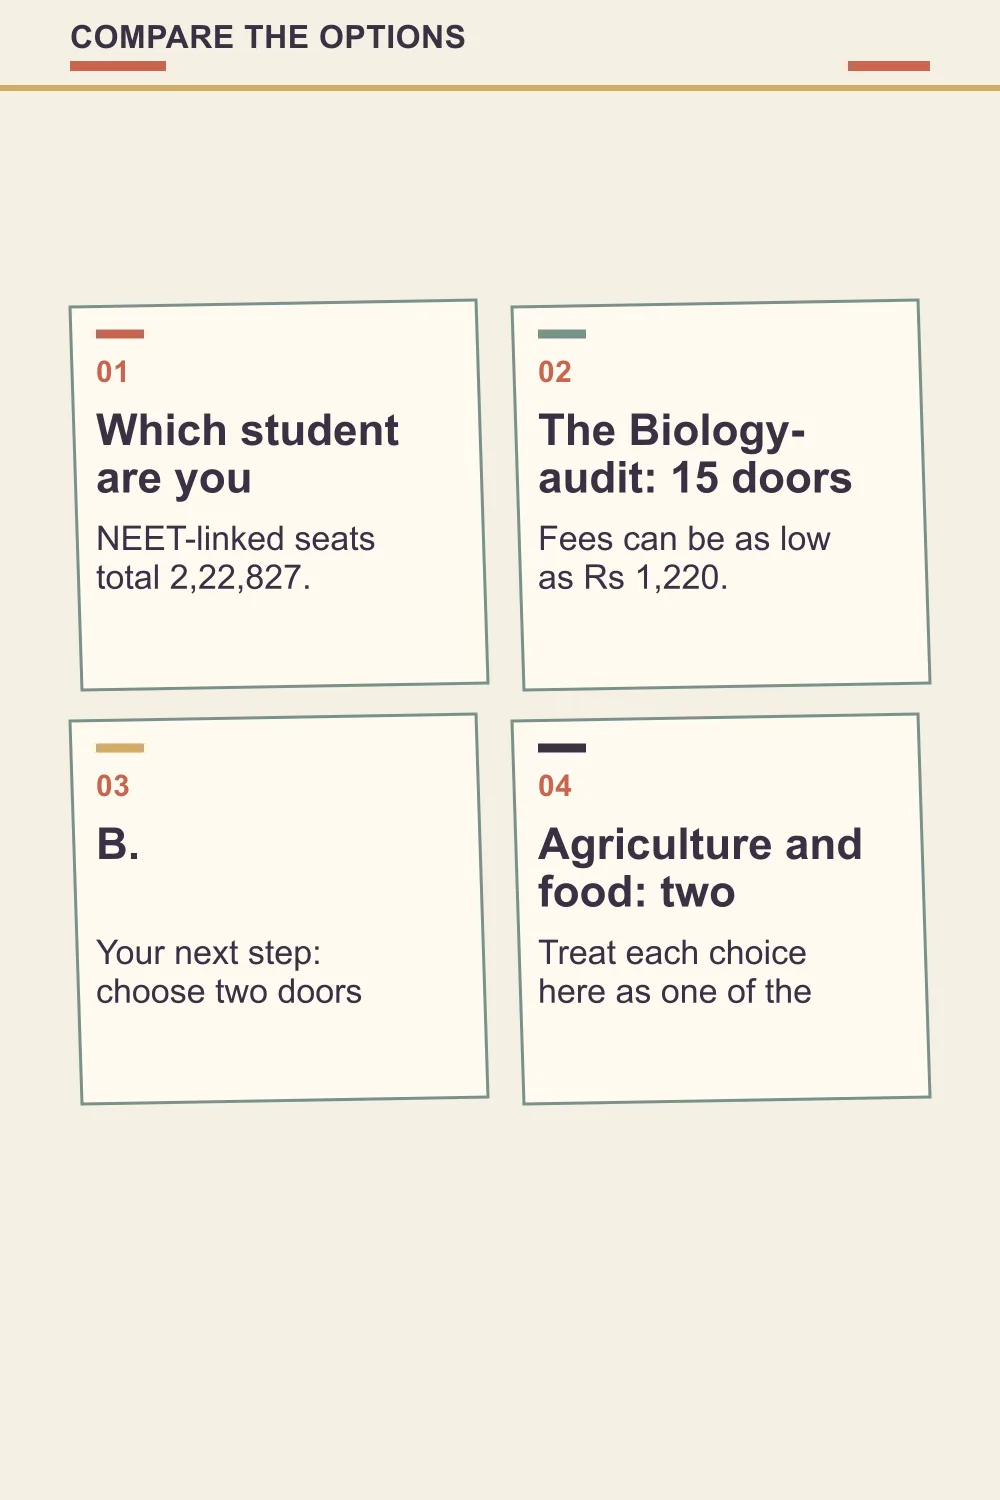 COMPARE THE OPTIONS
01
Which student
are you
NEET-linked seats
total 2,22,827.
02
The Biology-
audit: 15 doors
Fees can be as low
as Rs 1,220.
03
B.
Your next step:
choose two doors
04
Agriculture and
food: two
Treat each choice
here as one of the